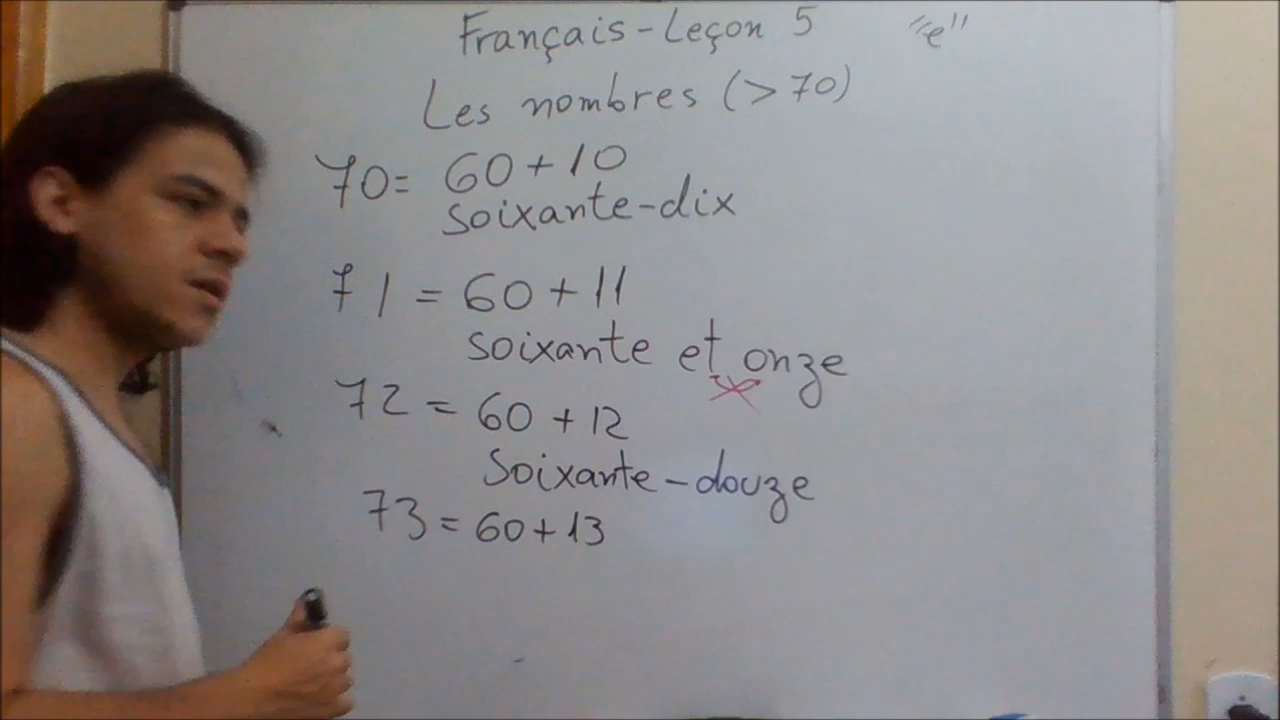 Français - Leçon 5 "e"
Les nombres (> 70)
70 = 60 + 10
soixante-dix
71 = 60 + 11
soixante et onze
72 = 60 + 12
Soixante-douze
73 = 60 + 13